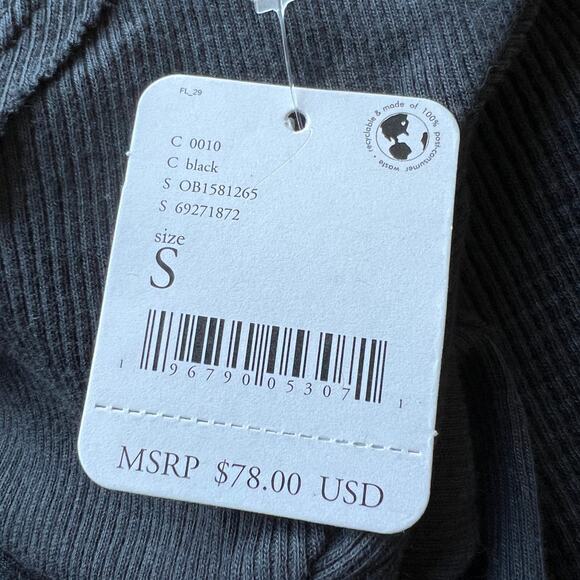 FL_29
recyclable & made of 100% post-consumer waste •
C 0010
C black
S OB1581265
S 69271872
size
S
1 96790 05307 1
MSRP $78.00 USD